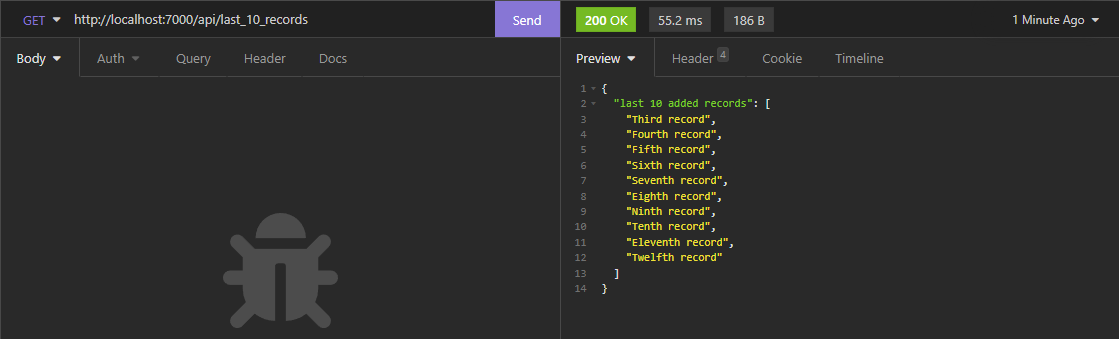 GET http://localhost:7000/api/last_10_records Send 200 OK 55.2 ms 186 B 1 Minute Ago
Body Auth Query Header Docs Preview Header 4 Cookie Timeline
1 {
2 "last 10 added records": [
3 "Third record",
4 "Fourth record",
5 "Fifth record",
6 "Sixth record",
7 "Seventh record",
8 "Eighth record",
9 "Ninth record",
10 "Tenth record",
11 "Eleventh record",
12 "Twelfth record"
13 ]
14 }